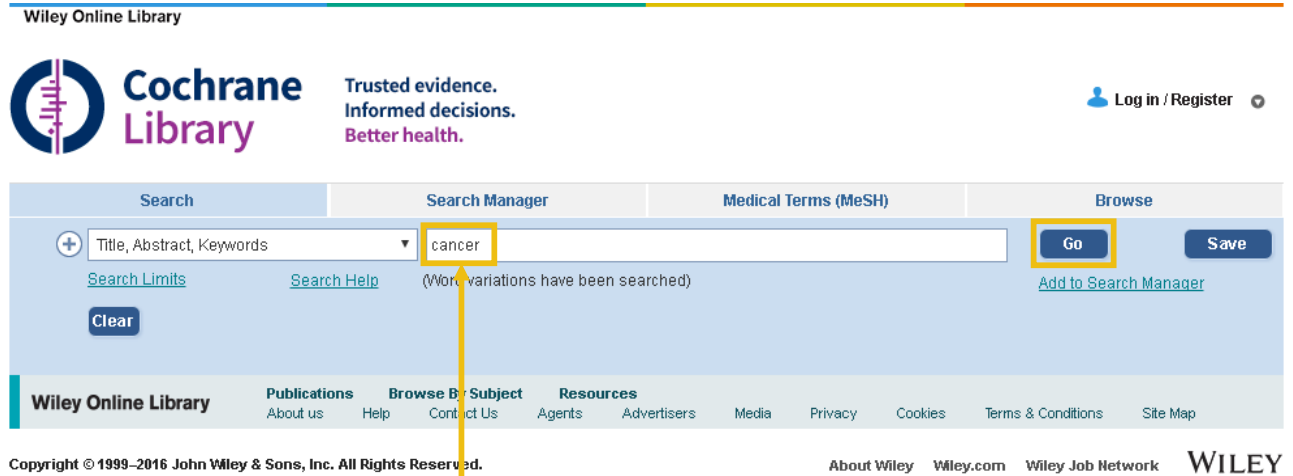 Wiley Online Library
Cochrane
Library
Trusted evidence.
Informed decisions.
Better health.
Log in / Register
Search Search Manager Medical Terms (MeSH) Browse
Title, Abstract, Keywords cancer Go Save
Search Limits Search Help (Word variations have been searched) Add to Search Manager
Clear
Wiley Online Library
Publications Browse By Subject Resources
About us Help Contact Us Agents Advertisers Media Privacy Cookies Terms & Conditions Site Map
Copyright © 1999–2016 John Wiley & Sons, Inc. All Rights Reserved. About Wiley Wiley.com Wiley Job Network WILEY